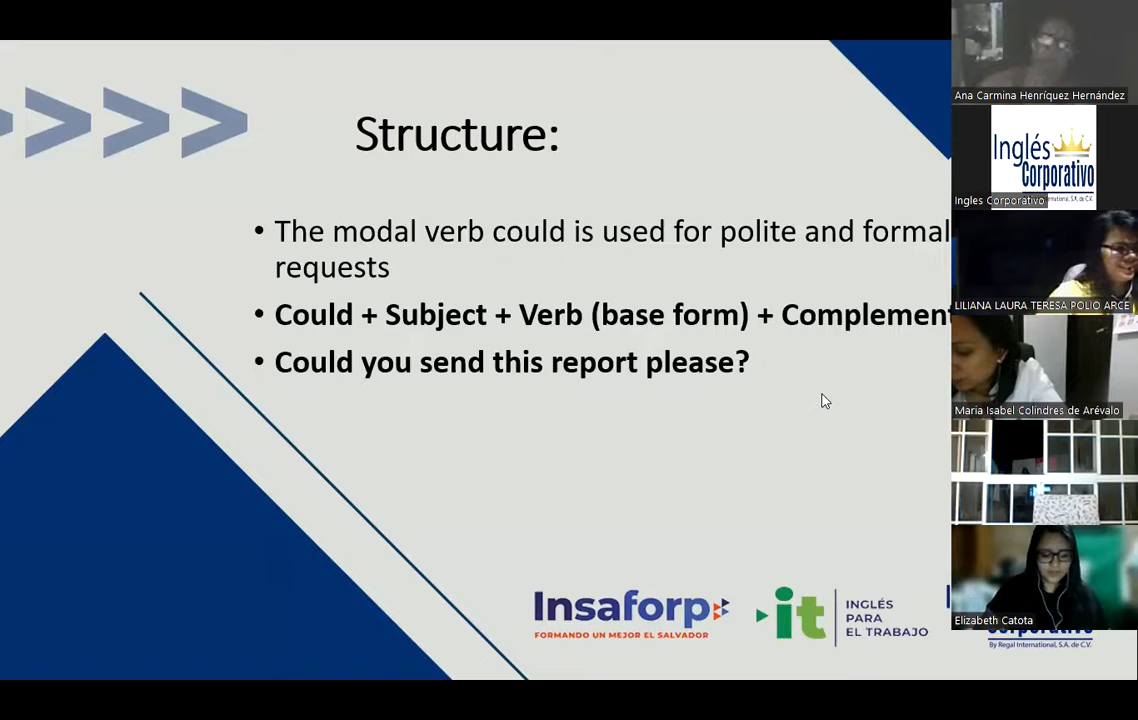 Structure:
• The modal verb could is used for polite and formal
requests
• Could + Subject + Verb (base form) + Complement
• Could you send this report please?
Insaforp
FORMANDO UN MEJOR EL SALVADOR
it
INGLÉS
PARA
EL TRABAJO
By Regal International, S.A. de C.V.
Ana Carmina Henríquez Hernández
Inglés
Corporativo
Ingles Corporativo
LILIANA LAURA TERESA POLIO ARCE
Maria Isabel Colindres de Arévalo
Elizabeth Catota